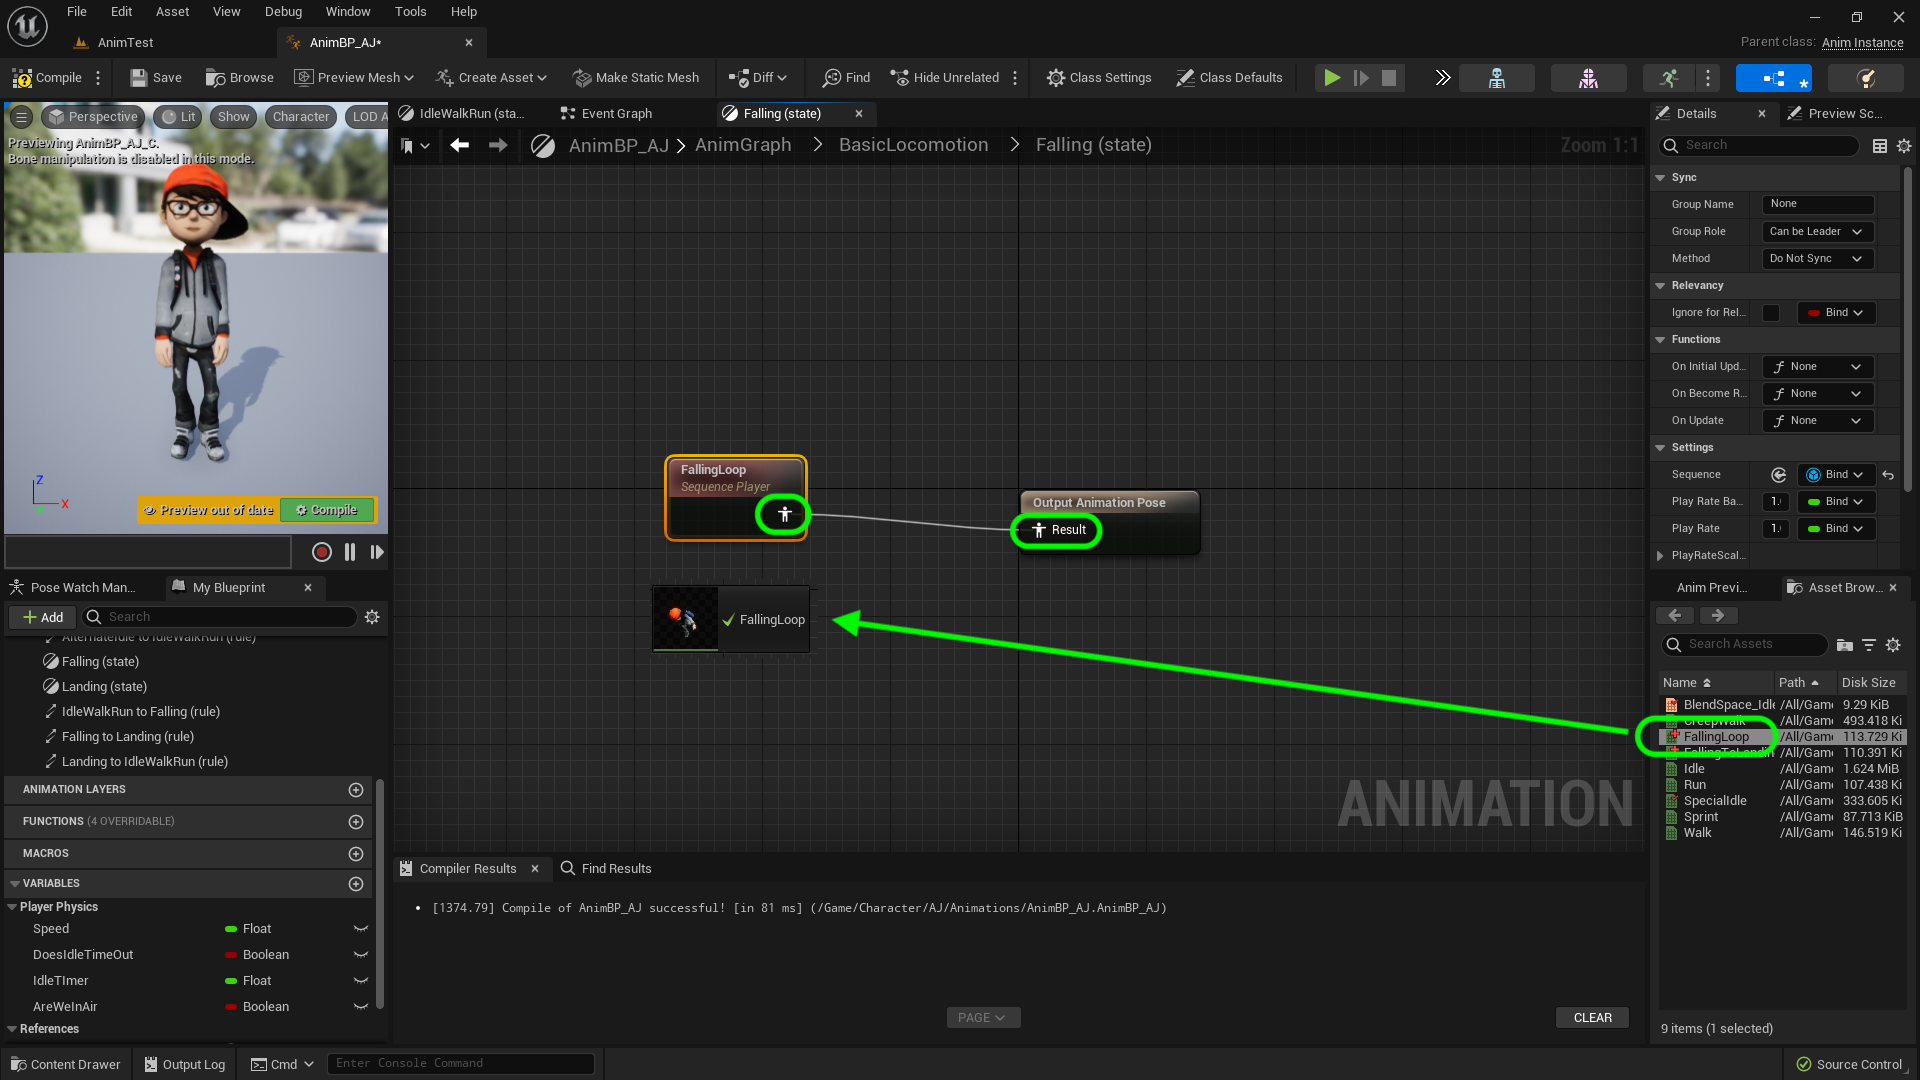 File Edit View Asset Debug Window Tools Help
AnimTest
AnimBP_AJ*
Parent class: Anim Instance
Compile
Save
Browse
Preview Mesh
Create Asset
Make Static Mesh
Diff
Find
Hide Unrelated
Class Settings
Class Defaults
Perspective
Lit
Show
Character
LOD A
Previewing AnimBP_AJ_C.
Bone manipulation is disabled in this mode.
Z
X
Preview out of date
Compile
IdleWalkRun (sta...
Event Graph
Falling (state)
AnimBP_AJ > AnimGraph > BasicLocomotion > Falling (state)
Zoom 1:1
FallingLoop
Sequence Player
Output Animation Pose
Result
FallingLoop
ANIMATION
Details
Preview Sc...
Search
Sync
Group Name None
Group Role Can be Leader
Method Do Not Sync
Relevancy
Ignore for Rel... Bind
Functions
On Initial Upd... None
On Become R... None
On Update None
Settings
Sequence Bind
Play Rate Ba... 1. Bind
Play Rate 1. Bind
PlayRateScal...
Pose Watch Man...
My Blueprint
Add
Search
AlternateIdle to IdleWalkRun (rule)
Falling (state)
Landing (state)
IdleWalkRun to Falling (rule)
Falling to Landing (rule)
Landing to IdleWalkRun (rule)
ANIMATION LAYERS
FUNCTIONS (4 OVERRIDABLE)
MACROS
VARIABLES
Player Physics
Speed Float
DoesIdleTimeOut Boolean
IdleTImer Float
AreWeInAir Boolean
References
Compiler Results
Find Results
[1374.79] Compile of AnimBP_AJ successful! [in 81 ms] (/Game/Character/AJ/Animations/AnimBP_AJ.AnimBP_AJ)
PAGE
CLEAR
Anim Previ...
Asset Brow...
Search Assets
Name Path Disk Size
BlendSpace_Idle /All/Game 9.29 KiB
CreepWalk /All/Game 493.418 Ki
FallingLoop /All/Game 113.729 Ki
FallingToLandin /All/Game 110.391 Ki
Idle /All/Game 1.624 MiB
Run /All/Game 107.438 Ki
SpecialIdle /All/Game 333.605 Ki
Sprint /All/Game 87.713 KiB
Walk /All/Game 146.519 Ki
9 items (1 selected)
Content Drawer
Output Log
Cmd
Enter Console Command
Source Control